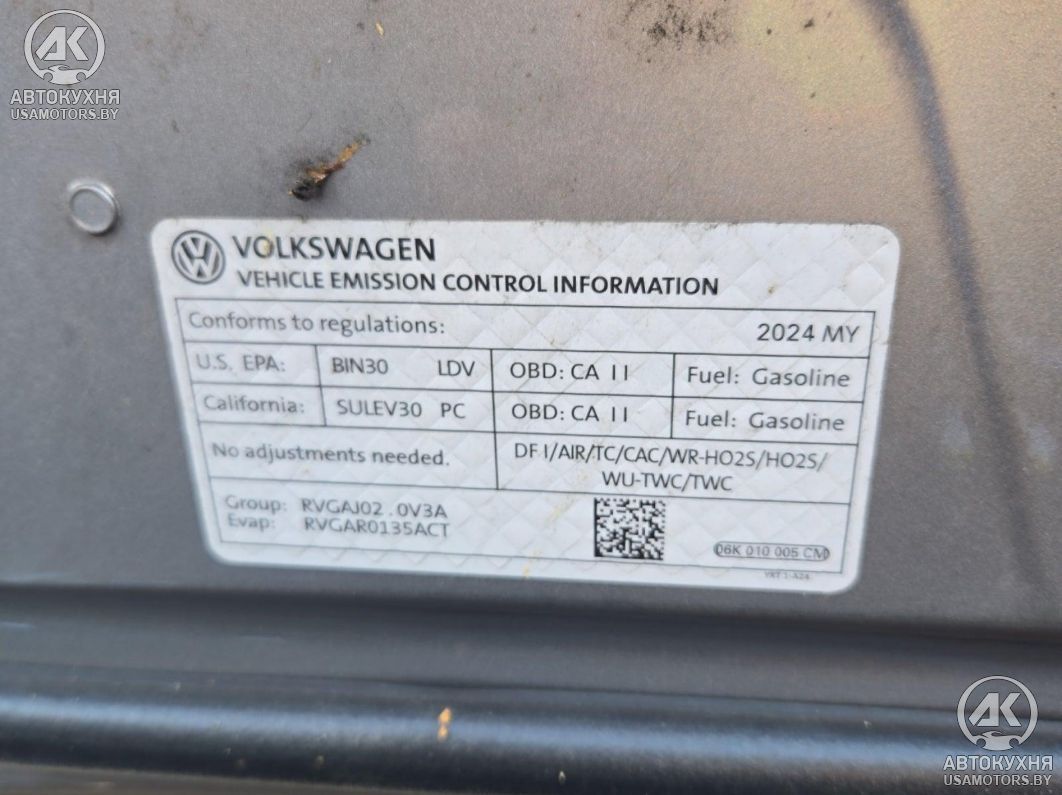 АК
АВТОКУХНЯ
USAMOTORS.BY
VOLKSWAGEN
VEHICLE EMISSION CONTROL INFORMATION
Conforms to regulations: 2024 MY
U.S. EPA: BIN30 LDV OBD: CA II Fuel: Gasoline
California: SULEV30 PC OBD: CA II Fuel: Gasoline
No adjustments needed. DFI/AIR/TC/CAC/WR-HO2S/HO2S/
WU-TWC/TWC
Group: RVGAJ02.0V3A
Evap: RVGAR0135ACT
06K 010 005 CM
АК
АВТОКУХНЯ
USAMOTORS.BY